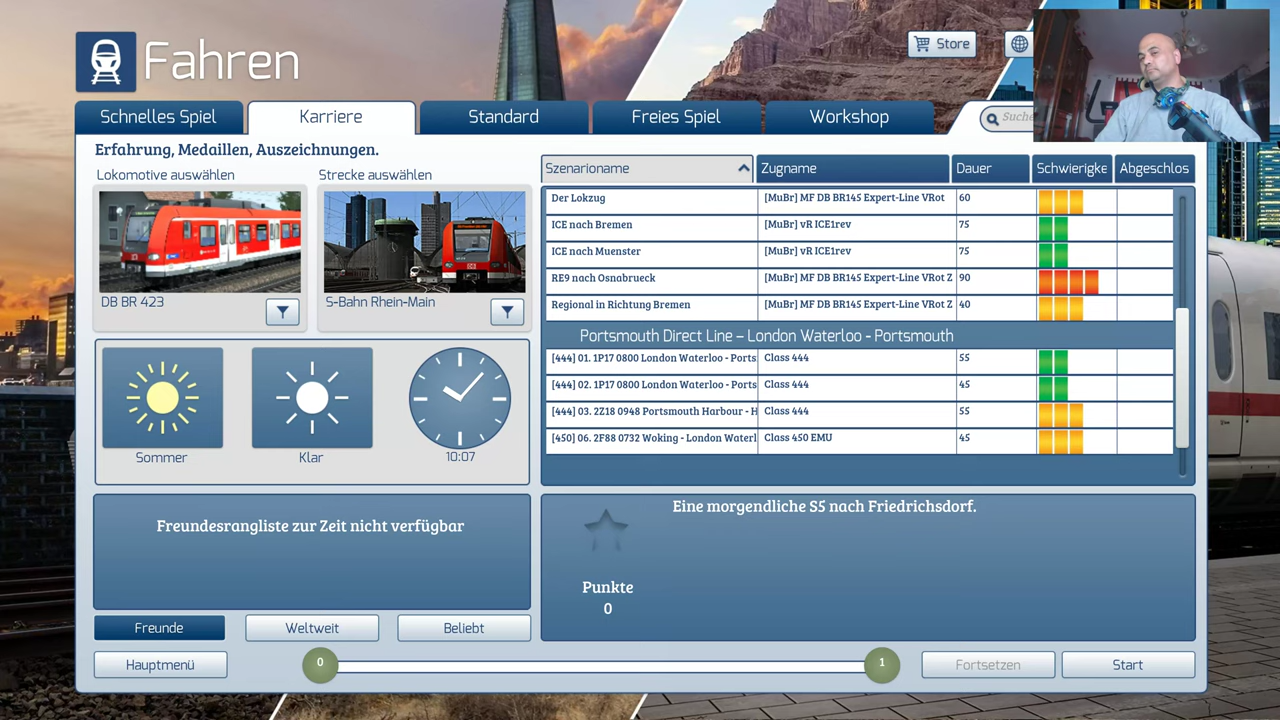 Fahren
Store
Schnelles Spiel
Karriere
Standard
Freies Spiel
Workshop
Suche
Erfahrung, Medaillen, Auszeichnungen.
Lokomotive auswählen
Strecke auswählen
DB BR 423
S-Bahn Rhein-Main
Sommer
Klar
10:07
Szenarioname Zugname Dauer Schwierigke Abgeschlos
Der Lokzug [MuBr] MF DB BR145 Expert-Line VRot 60
ICE nach Bremen [MuBr] vR ICE1rev 75
ICE nach Muenster [MuBr] vR ICE1rev 75
RE9 nach Osnabrueck [MuBr] MF DB BR145 Expert-Line VRot Z 90
Regional in Richtung Bremen [MuBr] MF DB BR145 Expert-Line VRot Z 40
Portsmouth Direct Line – London Waterloo - Portsmouth
[444] 01. 1P17 0800 London Waterloo - Ports Class 444 55
[444] 02. 1P17 0800 London Waterloo - Ports Class 444 45
[444] 03. 2Z18 0948 Portsmouth Harbour - H Class 444 55
[450] 06. 2F88 0732 Woking - London Waterl Class 450 EMU 45
Freundesrangliste zur Zeit nicht verfügbar
Eine morgendliche S5 nach Friedrichsdorf.
Punkte
0
Freunde
Weltweit
Beliebt
Hauptmenü
0
1
Fortsetzen
Start